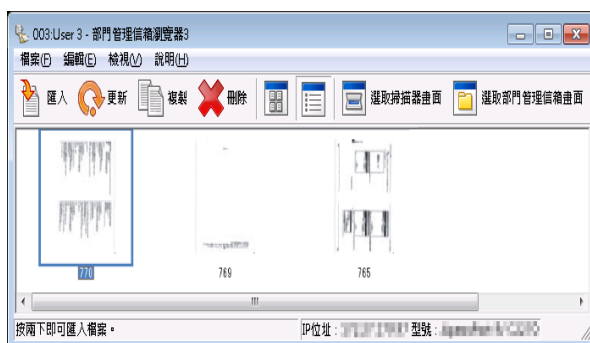 003:User 3 - 部門管理信箱瀏覽器3
檔案(F) 編輯(E) 檢視(V) 說明(H)
匯入 更新 複製 刪除 選取掃描器畫面 選取部門管理信箱畫面
770 769 765
按兩下即可匯入檔案。 IP位址： 型號：